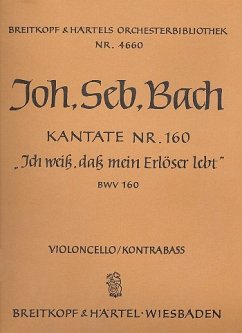 BREITKOPF & HÄRTELS ORCHESTERBIBLIOTHEK
NR. 4660
Joh. Seb. Bach
KANTATE NR. 160
„Ich weiß, daß mein Erlöser lebt"
BWV 160
VIOLONCELLO/KONTRABASS
BREITKOPF & HÄRTEL · WIESBADEN